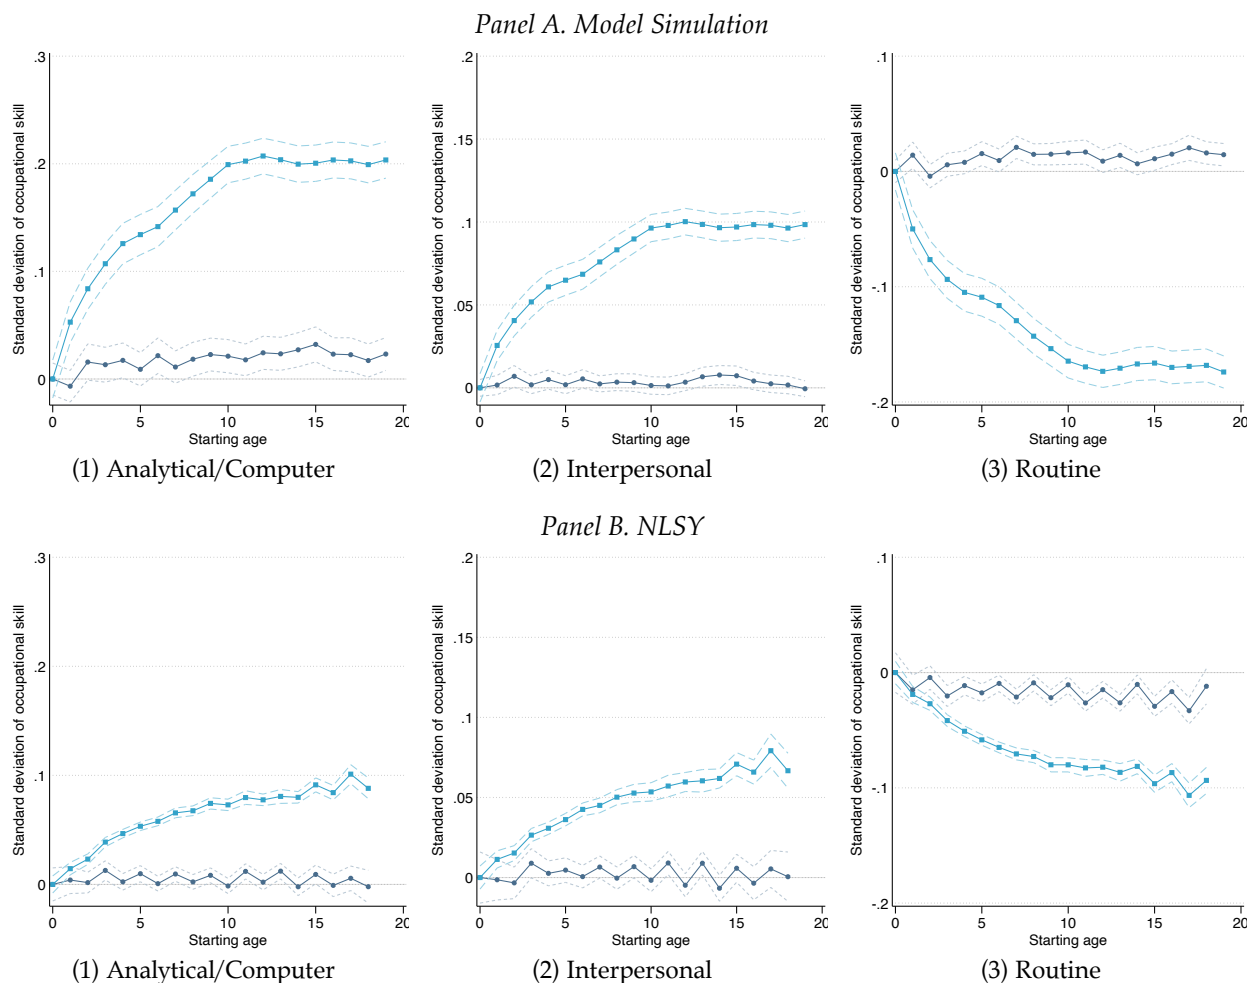 Panel A. Model Simulation
Standard deviation of occupational skill
.3
.2
.1
0
0 5 10 15 20
Starting age
(1) Analytical/Computer
Standard deviation of occupational skill
.2
.15
.1
.05
0
0 5 10 15 20
Starting age
(2) Interpersonal
Standard deviation of occupational skill
.1
0
-.1
-.2
0 5 10 15 20
Starting age
(3) Routine
Panel B. NLSY
Standard deviation of occupational skill
.3
.2
.1
0
0 5 10 15 20
Starting age
(1) Analytical/Computer
Standard deviation of occupational skill
.2
.15
.1
.05
0
0 5 10 15 20
Starting age
(2) Interpersonal
Standard deviation of occupational skill
.1
0
-.1
-.2
0 5 10 15 20
Starting age
(3) Routine